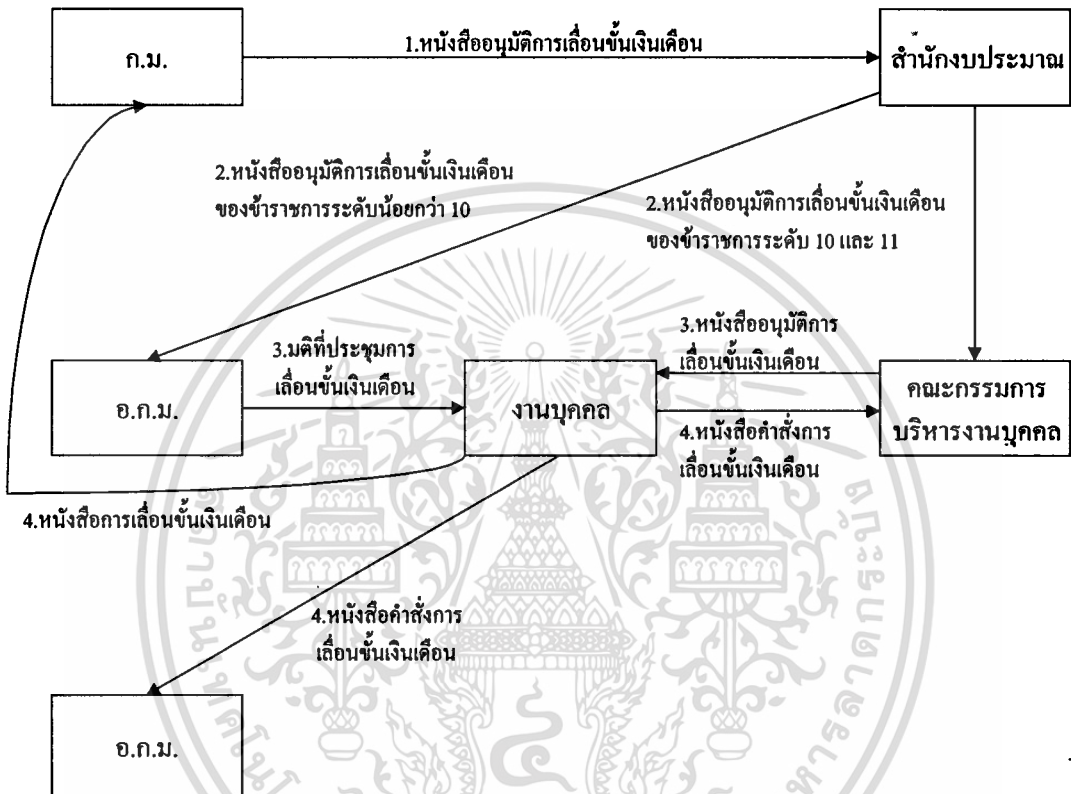 1.หนังสืออนุมัติการเลื่อนขั้นเงินเดือน
ก.ม.
สำนักงบประมาณ
2.หนังสืออนุมัติการเลื่อนขั้นเงินเดือน
ของข้าราชการระดับน้อยกว่า 10
2.หนังสืออนุมัติการเลื่อนขั้นเงินเดือน
ของข้าราชการระดับ 10 และ 11
3.มติที่ประชุมการ
เลื่อนขั้นเงินเดือน
3.หนังสืออนุมัติการ
เลื่อนขั้นเงินเดือน
อ.ก.ม.
งานบุคคล
คณะกรรมการ
บริหารงานบุคคล
4.หนังสือคำสั่งการ
เลื่อนขั้นเงินเดือน
4.หนังสือการเลื่อนขั้นเงินเดือน
4.หนังสือคำสั่งการ
เลื่อนขั้นเงินเดือน
อ.ก.ม.